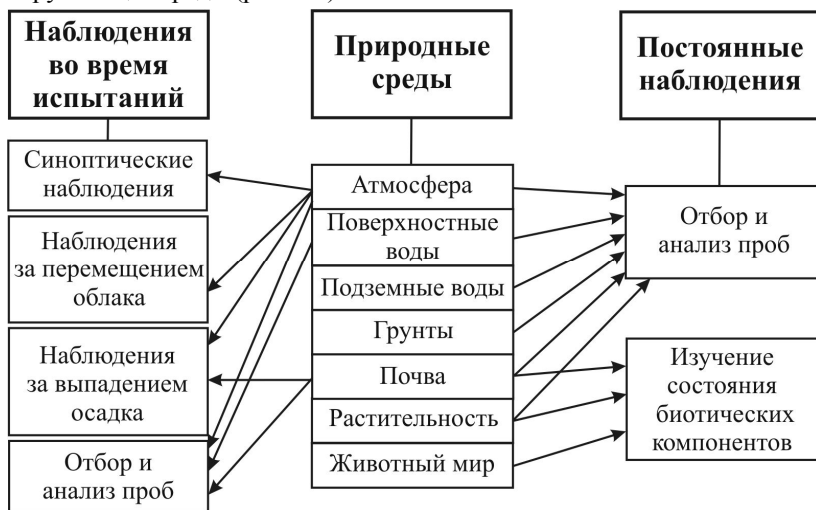 Наблюдения
во время
испытаний
Природные
среды
Постоянные
наблюдения
Синоптические
наблюдения
Наблюдения
за перемещением
облака
Наблюдения
за выпадением
осадка
Отбор и
анализ проб
Атмосфера
Поверхностные
воды
Подземные воды
Грунты
Почва
Растительность
Животный мир
Отбор и
анализ проб
Изучение
состояния
биотических
компонентов